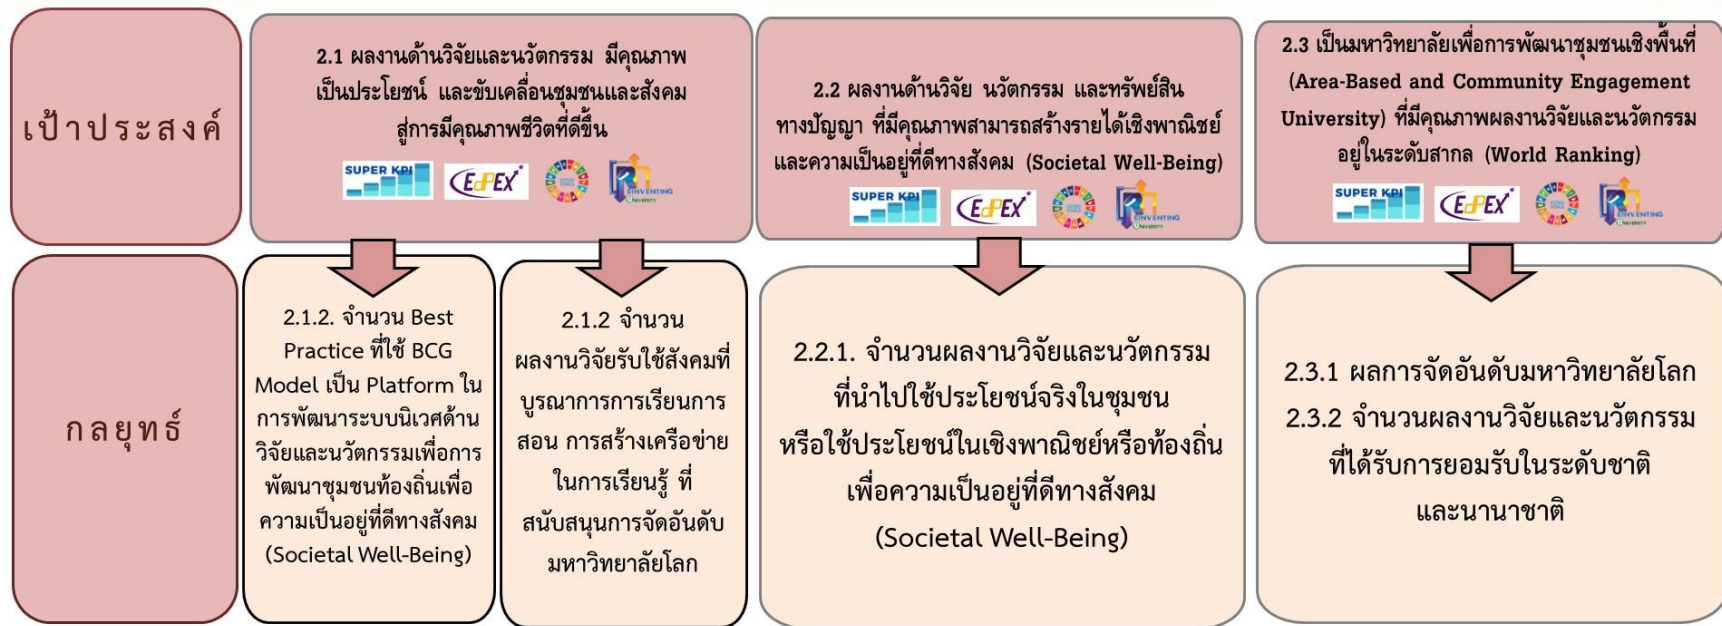 เป้าประสงค์
2.1 ผลงานด้านวิจัยและนวัตกรรม มีคุณภาพ
เป็นประโยชน์ และขับเคลื่อนชุมชนและสังคม
สู่การมีคุณภาพชีวิตที่ดีขึ้น
SUPER KPI
EdPEX
REINVENTING
UNIVERSITY
2.2 ผลงานด้านวิจัย นวัตกรรม และทรัพย์สิน
ทางปัญญา ที่มีคุณภาพสามารถสร้างรายได้เชิงพาณิชย์
และความเป็นอยู่ที่ดีทางสังคม (Societal Well-Being)
SUPER KPI
EdPEX
REINVENTING
UNIVERSITY
2.3 เป็นมหาวิทยาลัยเพื่อการพัฒนาชุมชนเชิงพื้นที่
(Area-Based and Community Engagement
University) ที่มีคุณภาพผลงานวิจัยและนวัตกรรม
อยู่ในระดับสากล (World Ranking)
SUPER KPI
EdPEX
REINVENTING
UNIVERSITY
กลยุทธ์
2.1.2. จำนวน Best
Practice ที่ใช้ BCG
Model เป็น Platform ใน
การพัฒนาระบบนิเวศด้าน
วิจัยและนวัตกรรมเพื่อการ
พัฒนาชุมชนท้องถิ่นเพื่อ
ความเป็นอยู่ที่ดีทางสังคม
(Societal Well-Being)
2.1.2 จำนวน
ผลงานวิจัยรับใช้สังคมที่
บูรณาการการเรียนการ
สอน การสร้างเครือข่าย
ในการเรียนรู้ ที่
สนับสนุนการจัดอันดับ
มหาวิทยาลัยโลก
2.2.1. จำนวนผลงานวิจัยและนวัตกรรม
ที่นำไปใช้ประโยชน์จริงในชุมชน
หรือใช้ประโยชน์ในเชิงพาณิชย์หรือท้องถิ่น
เพื่อความเป็นอยู่ที่ดีทางสังคม
(Societal Well-Being)
2.3.1 ผลการจัดอันดับมหาวิทยาลัยโลก
2.3.2 จำนวนผลงานวิจัยและนวัตกรรม
ที่ได้รับการยอมรับในระดับชาติ
และนานาชาติ